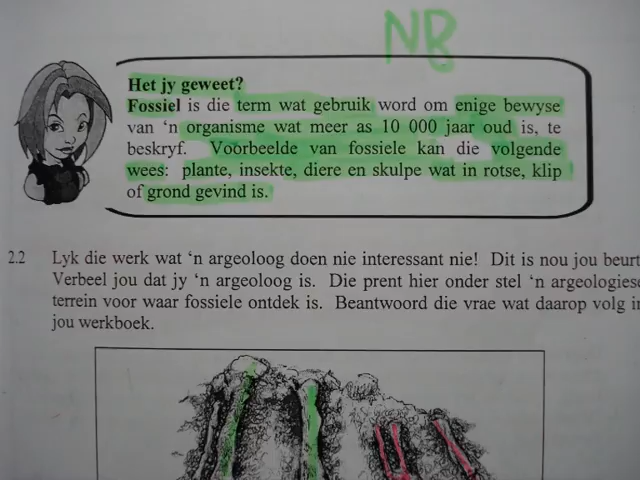 NB
Het jy geweet?
Fossiel is die term wat gebruik word om enige bewyse
van 'n organisme wat meer as 10 000 jaar oud is, te
beskryf. Voorbeelde van fossiele kan die volgende
wees: plante, insekte, diere en skulpe wat in rotse, klip
of grond gevind is.
2.2 Lyk die werk wat 'n argeoloog doen nie interessant nie! Dit is nou jou beurt
Verbeel jou dat jy 'n argeoloog is. Die prent hier onder stel 'n argeologiese
terrein voor waar fossiele ontdek is. Beantwoord die vrae wat daarop volg in
jou werkboek.